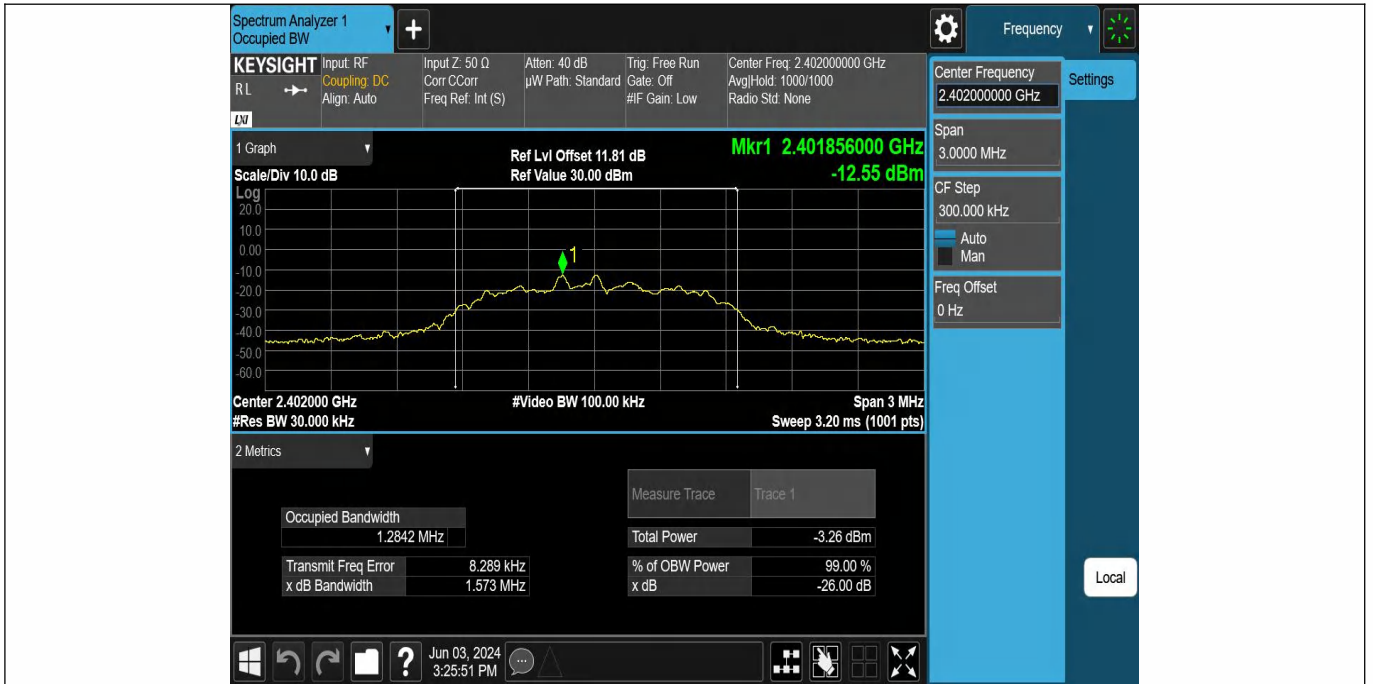 Spectrum Analyzer 1
Occupied BW
+
Frequency
KEYSIGHT
RL
LXI
Input: RF
Coupling: DC
Align: Auto
Input Z: 50 Ω
Corr CCorr
Freq Ref: Int (S)
Atten: 40 dB
µW Path: Standard
Trig: Free Run
Gate: Off
#IF Gain: Low
Center Freq: 2.402000000 GHz
Avg|Hold: 1000/1000
Radio Std: None
Center Frequency
2.402000000 GHz
Settings
Span
3.0000 MHz
CF Step
300.000 kHz
Auto
Man
Freq Offset
0 Hz
Local
1 Graph
Scale/Div 10.0 dB
Ref Lvl Offset 11.81 dB
Ref Value 30.00 dBm
Mkr1 2.401856000 GHz
-12.55 dBm
Log
20.0
10.0
0.00
-10.0
-20.0
-30.0
-40.0
-50.0
-60.0
1
Center 2.402000 GHz
#Video BW 100.00 kHz
Span 3 MHz
#Res BW 30.000 kHz
Sweep 3.20 ms (1001 pts)
2 Metrics
Measure Trace Trace 1
Occupied Bandwidth
1.2842 MHz
Total Power -3.26 dBm
Transmit Freq Error 8.289 kHz
% of OBW Power 99.00 %
x dB Bandwidth 1.573 MHz
x dB -26.00 dB
?
Jun 03, 2024
3:25:51 PM